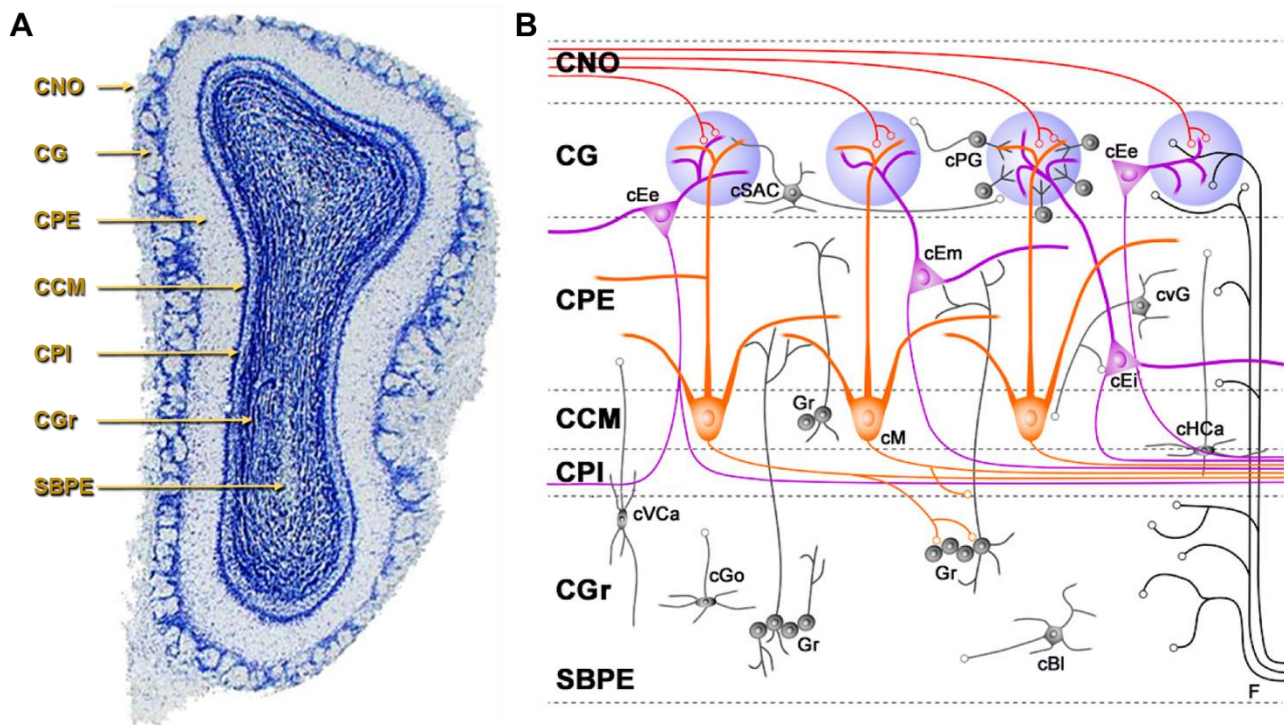 A
CNO
CG
CPE
CCM
CPI
CGr
SBPE
B
CNO
CG
cEe
cSAC
cPG
cEe
CPE
cEm
cvG
cEi
CCM
Gr
cM
cHCa
CPI
cVCa
CGr
cGo
Gr
Gr
cBl
SBPE
F